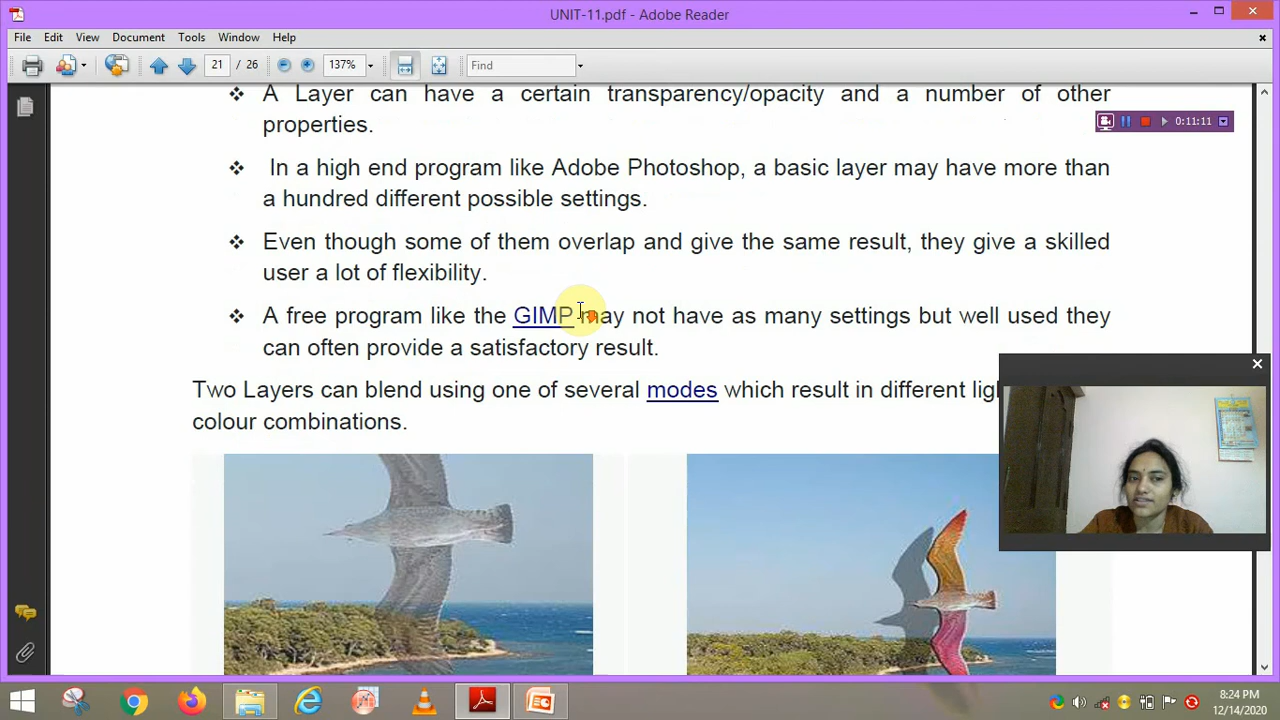 UNIT-11.pdf - Adobe Reader
File Edit View Document Tools Window Help
21 / 26 137% Find
❖ A Layer can have a certain transparency/opacity and a number of other
properties.
0:11:11
❖ In a high end program like Adobe Photoshop, a basic layer may have more than
a hundred different possible settings.
❖ Even though some of them overlap and give the same result, they give a skilled
user a lot of flexibility.
❖ A free program like the GIMP may not have as many settings but well used they
can often provide a satisfactory result.
Two Layers can blend using one of several modes which result in different
colour combinations.
8:24 PM
12/14/2020